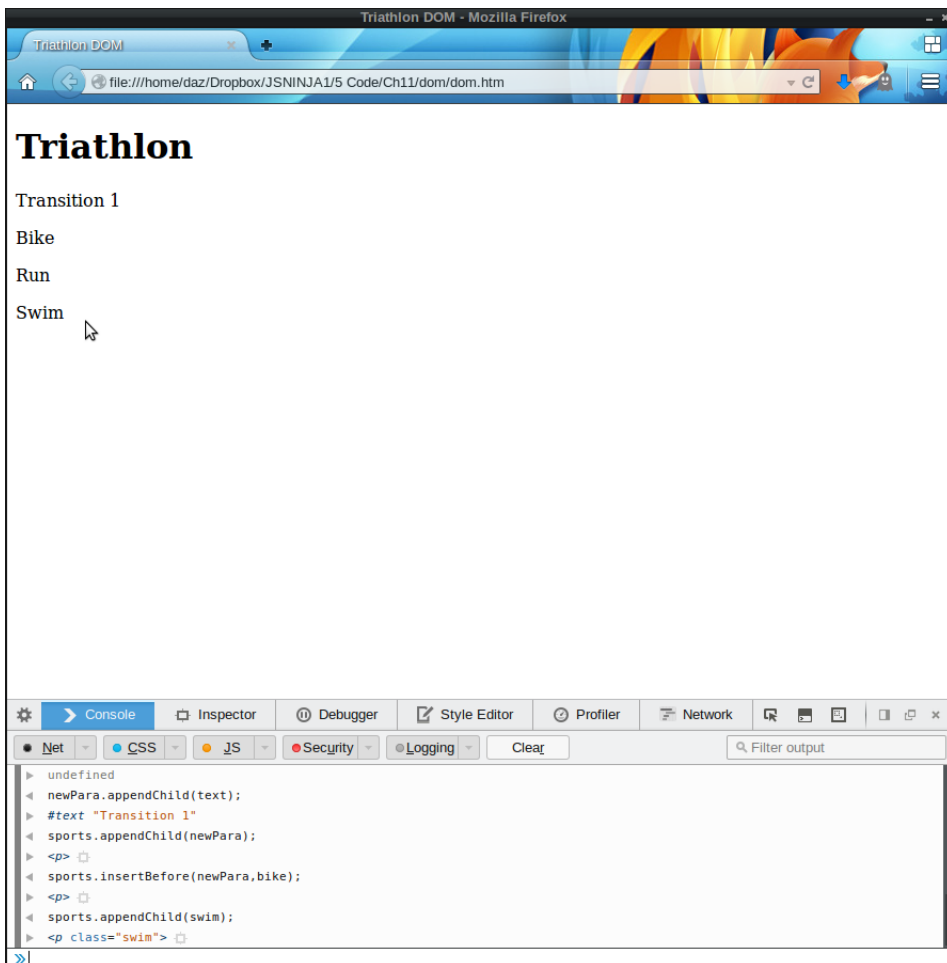 Triathlon DOM - Mozilla Firefox
Triathlon DOM
file:///home/daz/Dropbox/JSNINJA1/5 Code/Ch11/dom/dom.htm
Triathlon
Transition 1
Bike
Run
Swim
Console Inspector Debugger Style Editor Profiler Network
Net CSS JS Security Logging Clear Filter output
undefined
newPara.appendChild(text);
#text "Transition 1"
sports.appendChild(newPara);
<p>
sports.insertBefore(newPara,bike);
<p>
sports.appendChild(swim);
<p class="swim">